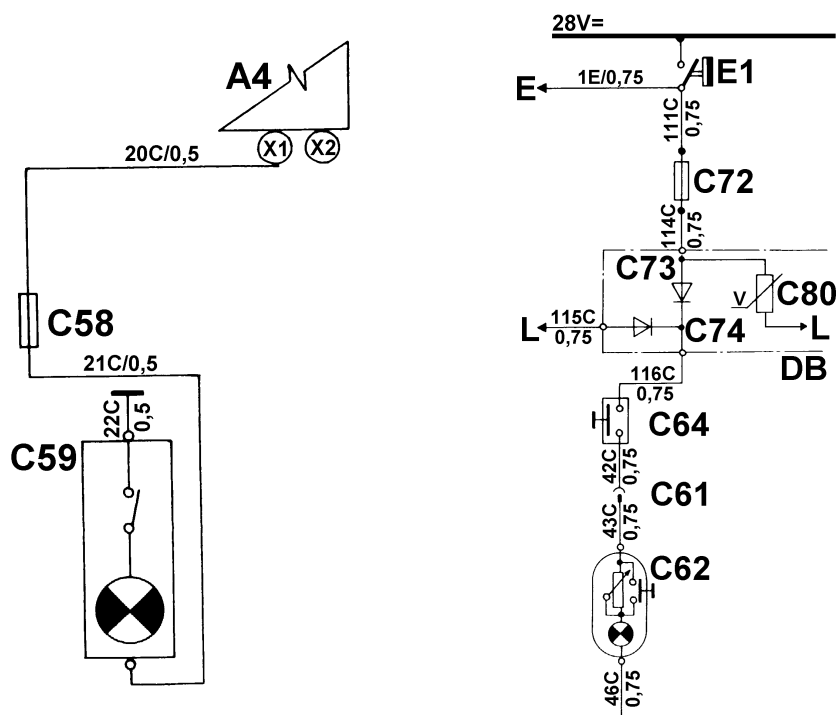 A4
X1 X2
20C/0,5
C58
21C/0,5
22C
0,5
C59
28V=
E1
E
1E/0,75
111C
0,75
C72
114C
0,75
C73
C80
V
115C
0,75
L
C74
L
DB
116C
0,75
C64
42C
0,75
C61
43C
0,75
C62
46C
0,75